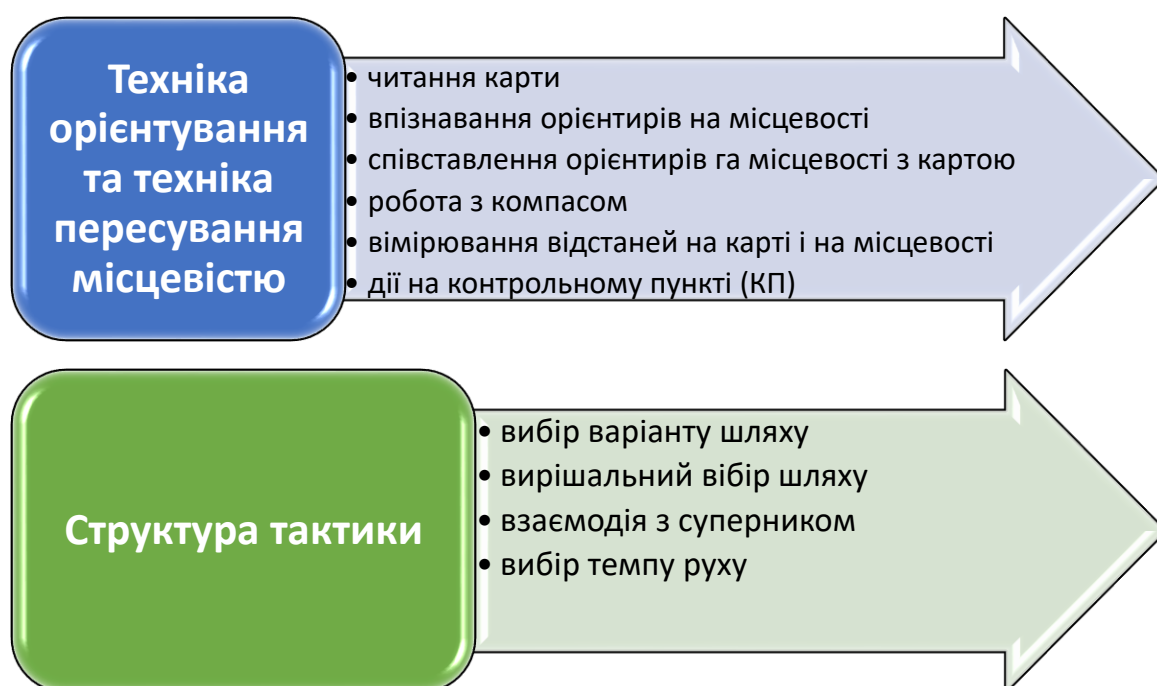 Техніка
орієнтування
та техніка
пересування
місцевістю
• читання карти
• впізнавання орієнтирів на місцевості
• співставлення орієнтирів га місцевості з картою
• робота з компасом
• вімірювання відстаней на карті і на місцевості
• дії на контрольному пункті (КП)
Структура тактики
• вибір варіанту шляху
• вирішальний вібір шляху
• взаємодія з суперником
• вибір темпу руху